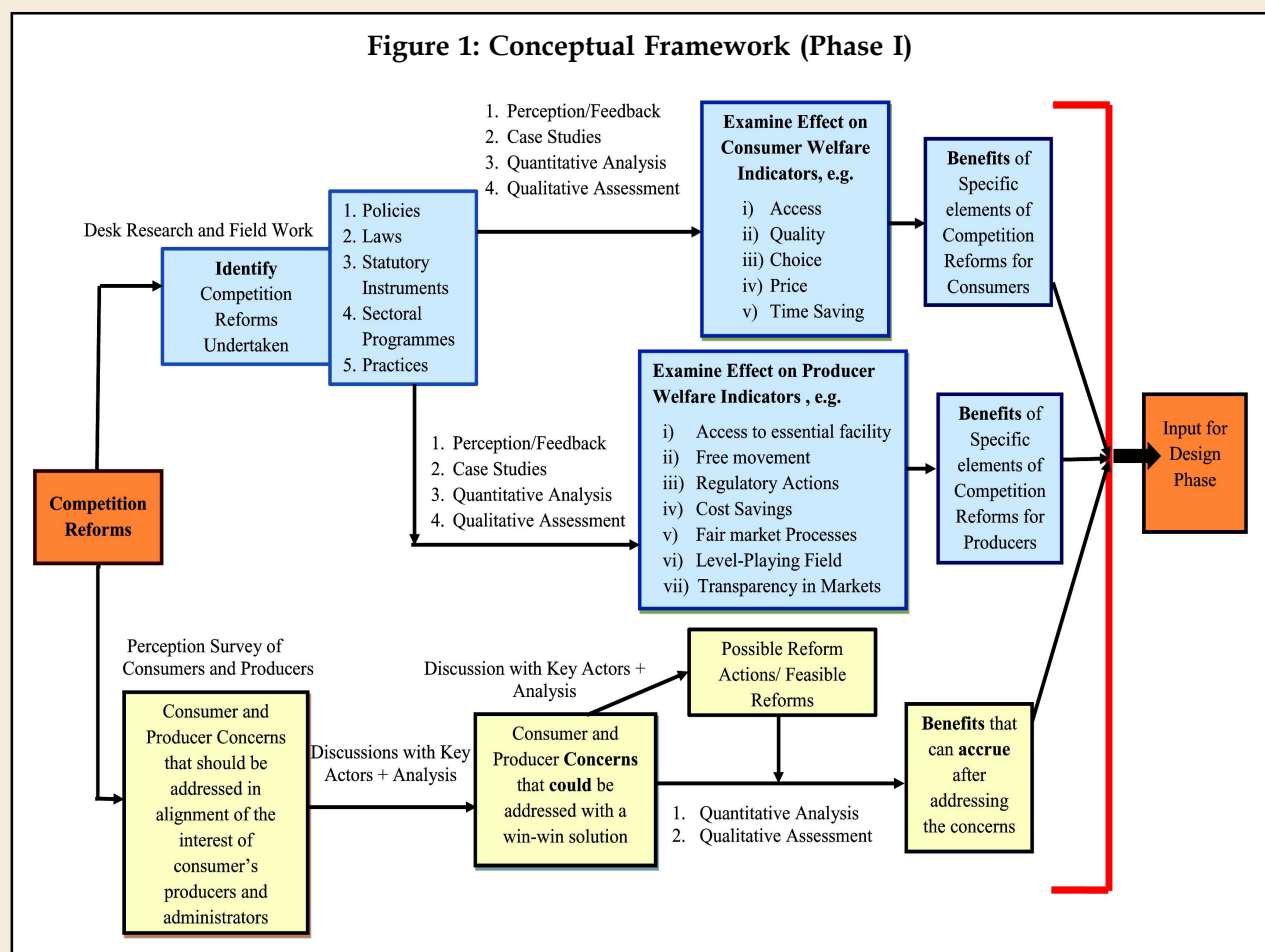 Figure 1: Conceptual Framework (Phase I)
1. Perception/Feedback
2. Case Studies
3. Quantitative Analysis
4. Qualitative Assessment
Examine Effect on
Consumer Welfare
Indicators, e.g.
i) Access
ii) Quality
iii) Choice
iv) Price
v) Time Saving
Benefits of
Specific
elements of
Competition
Reforms for
Consumers
Desk Research and Field Work
Identify
Competition
Reforms
Undertaken
1. Policies
2. Laws
3. Statutory
Instruments
4. Sectoral
Programmes
5. Practices
Examine Effect on Producer
Welfare Indicators , e.g.
i) Access to essential facility
ii) Free movement
iii) Regulatory Actions
iv) Cost Savings
v) Fair market Processes
vi) Level-Playing Field
vii) Transparency in Markets
1. Perception/Feedback
2. Case Studies
3. Quantitative Analysis
4. Qualitative Assessment
Benefits of
Specific
elements of
Competition
Reforms for
Producers
Input for
Design
Phase
Competition
Reforms
Perception Survey of
Consumers and Producers
Consumer and
Producer Concerns
that should be
addressed in
alignment of the
interest of
consumer’s
producers and
administrators
Discussions with Key
Actors + Analysis
Discussion with Key Actors +
Analysis
Consumer and
Producer Concerns
that could be
addressed with a
win-win solution
Possible Reform
Actions/ Feasible
Reforms
1. Quantitative Analysis
2. Qualitative Assessment
Benefits that
can accrue
after
addressing
the concerns